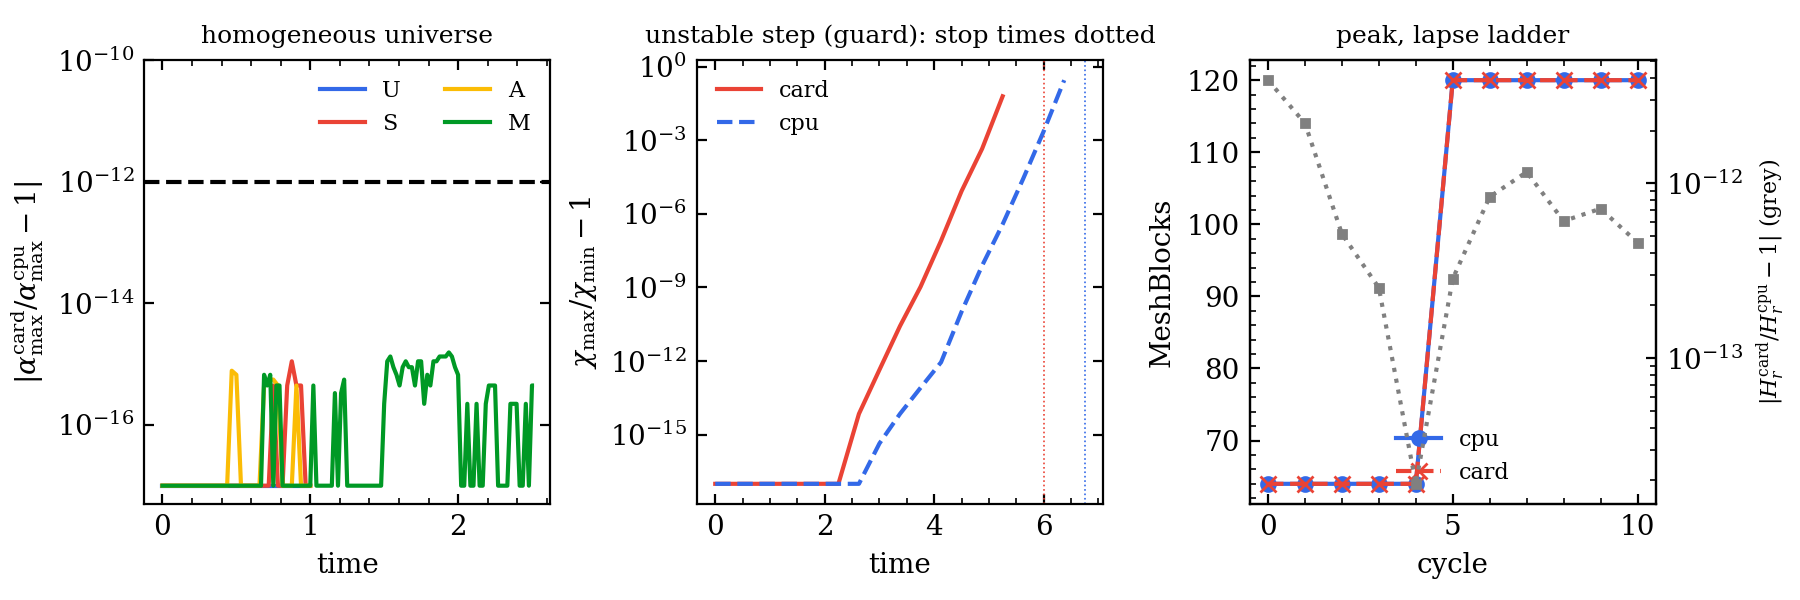 homogeneous universe
|α_max^card/α_max^cpu − 1|
10⁻¹⁰
10⁻¹²
10⁻¹⁴
10⁻¹⁶
U
S
A
M
0
1
2
time
unstable step (guard): stop times dotted
χ_max/χ_min − 1
10⁰
10⁻³
10⁻⁶
10⁻⁹
10⁻¹²
10⁻¹⁵
card
cpu
0
2
4
6
time
peak, lapse ladder
MeshBlocks
120
110
100
90
80
70
cpu
card
0
5
10
cycle
10⁻¹²
10⁻¹³
|H_r^card/H_r^cpu − 1| (grey)